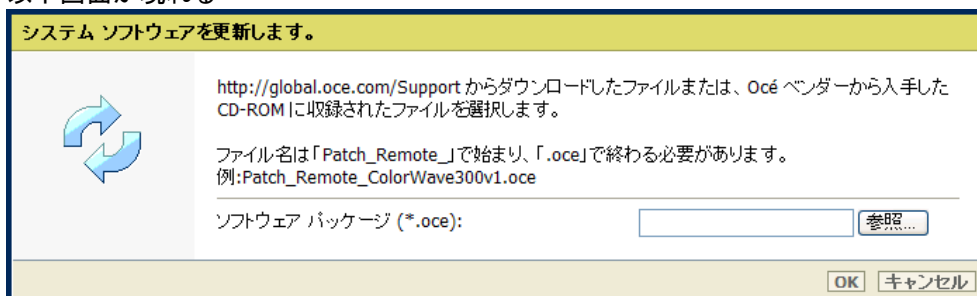 システム ソフトウェアを更新します。
http://global.oce.com/Support からダウンロードしたファイルまたは、Océ ベンダーから入手した
CD-ROM に収録されたファイルを選択します。
ファイル名は「Patch_Remote_」で始まり、「.oce」で終わる必要があります。
例:Patch_Remote_ColorWave300v1.oce
ソフトウェア パッケージ (*.oce):
参照...
OK キャンセル